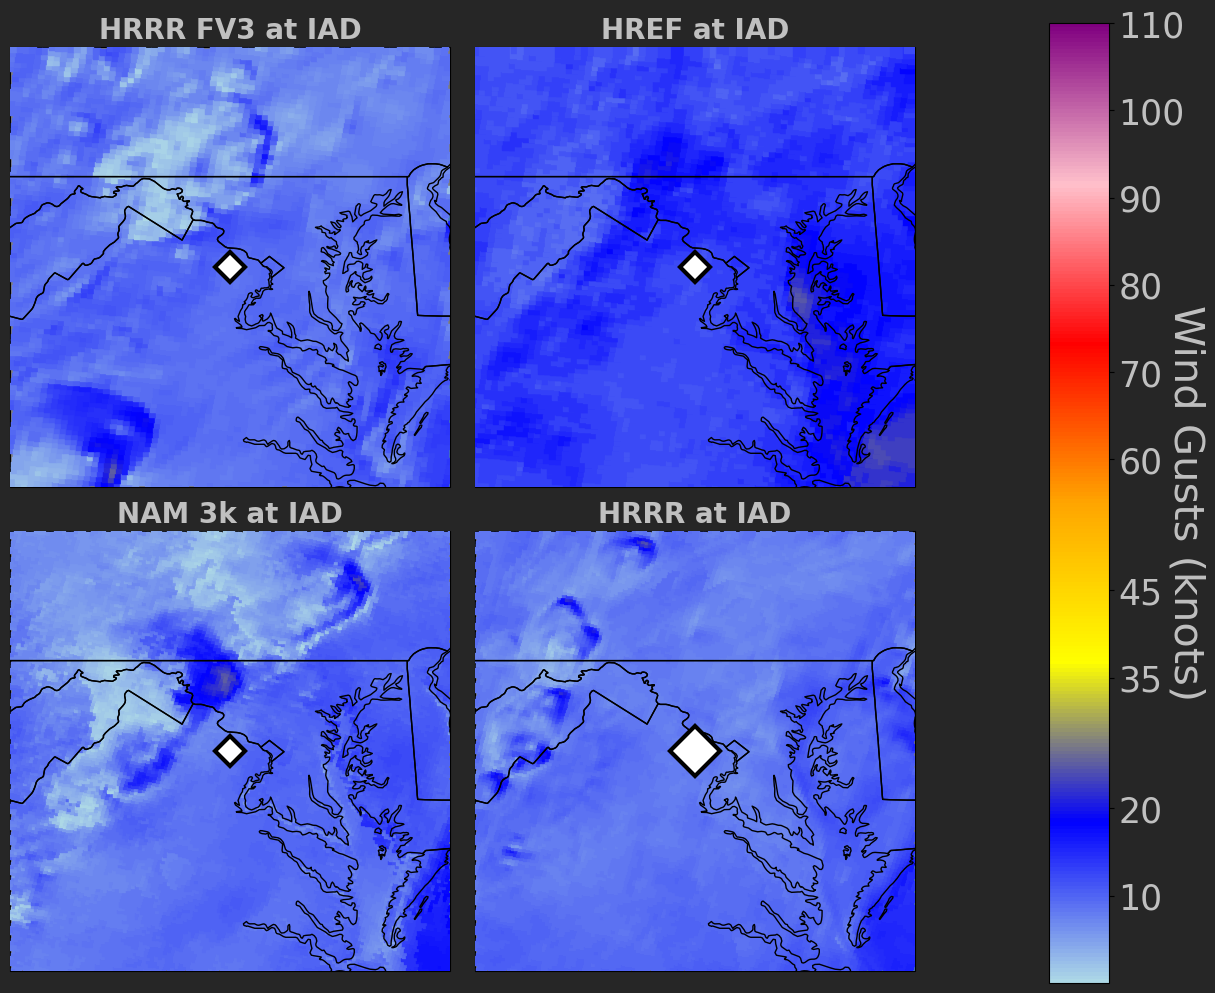 HRRR FV3 at IAD
HREF at IAD
NAM 3k at IAD
HRRR at IAD
110
100
90
80
70
60
45
35
20
10
Wind Gusts (knots)